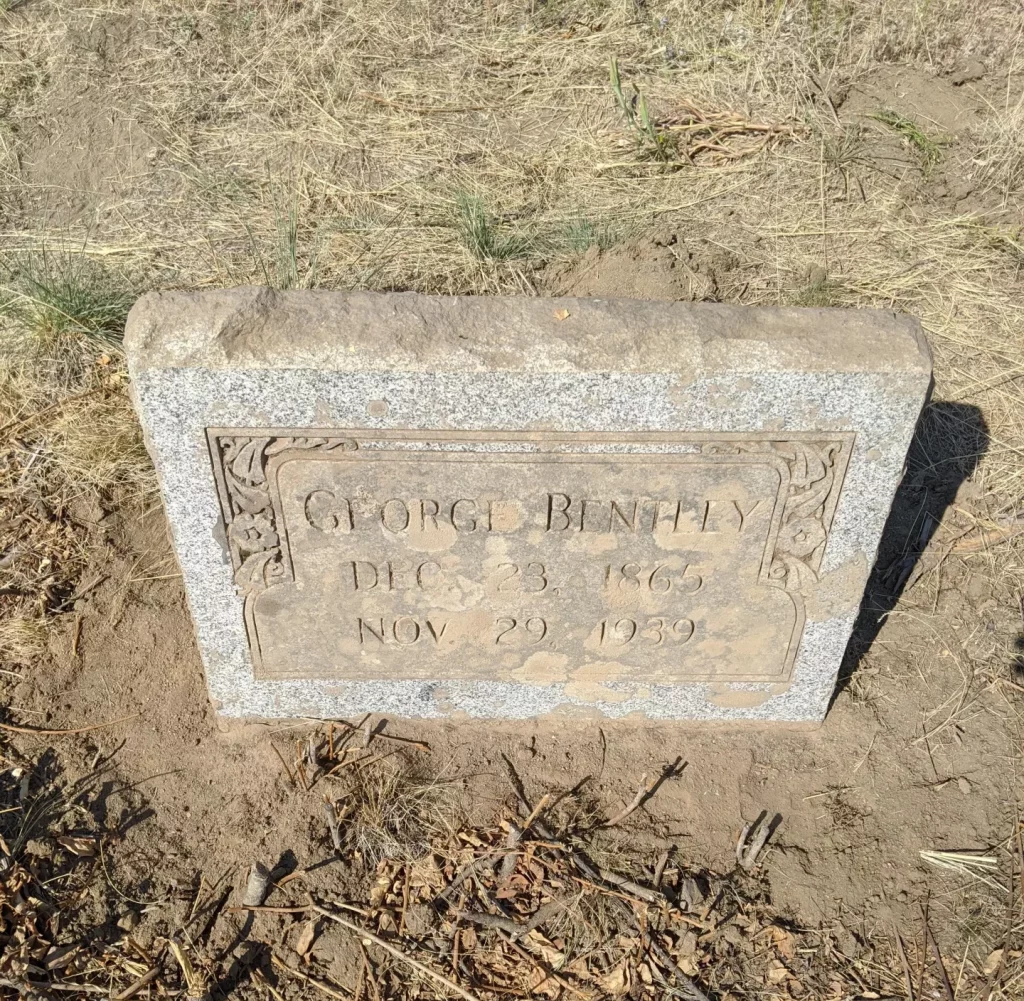 GEORGE BENTLEY
DEC. 23, 1865
NOV. 29, 1939